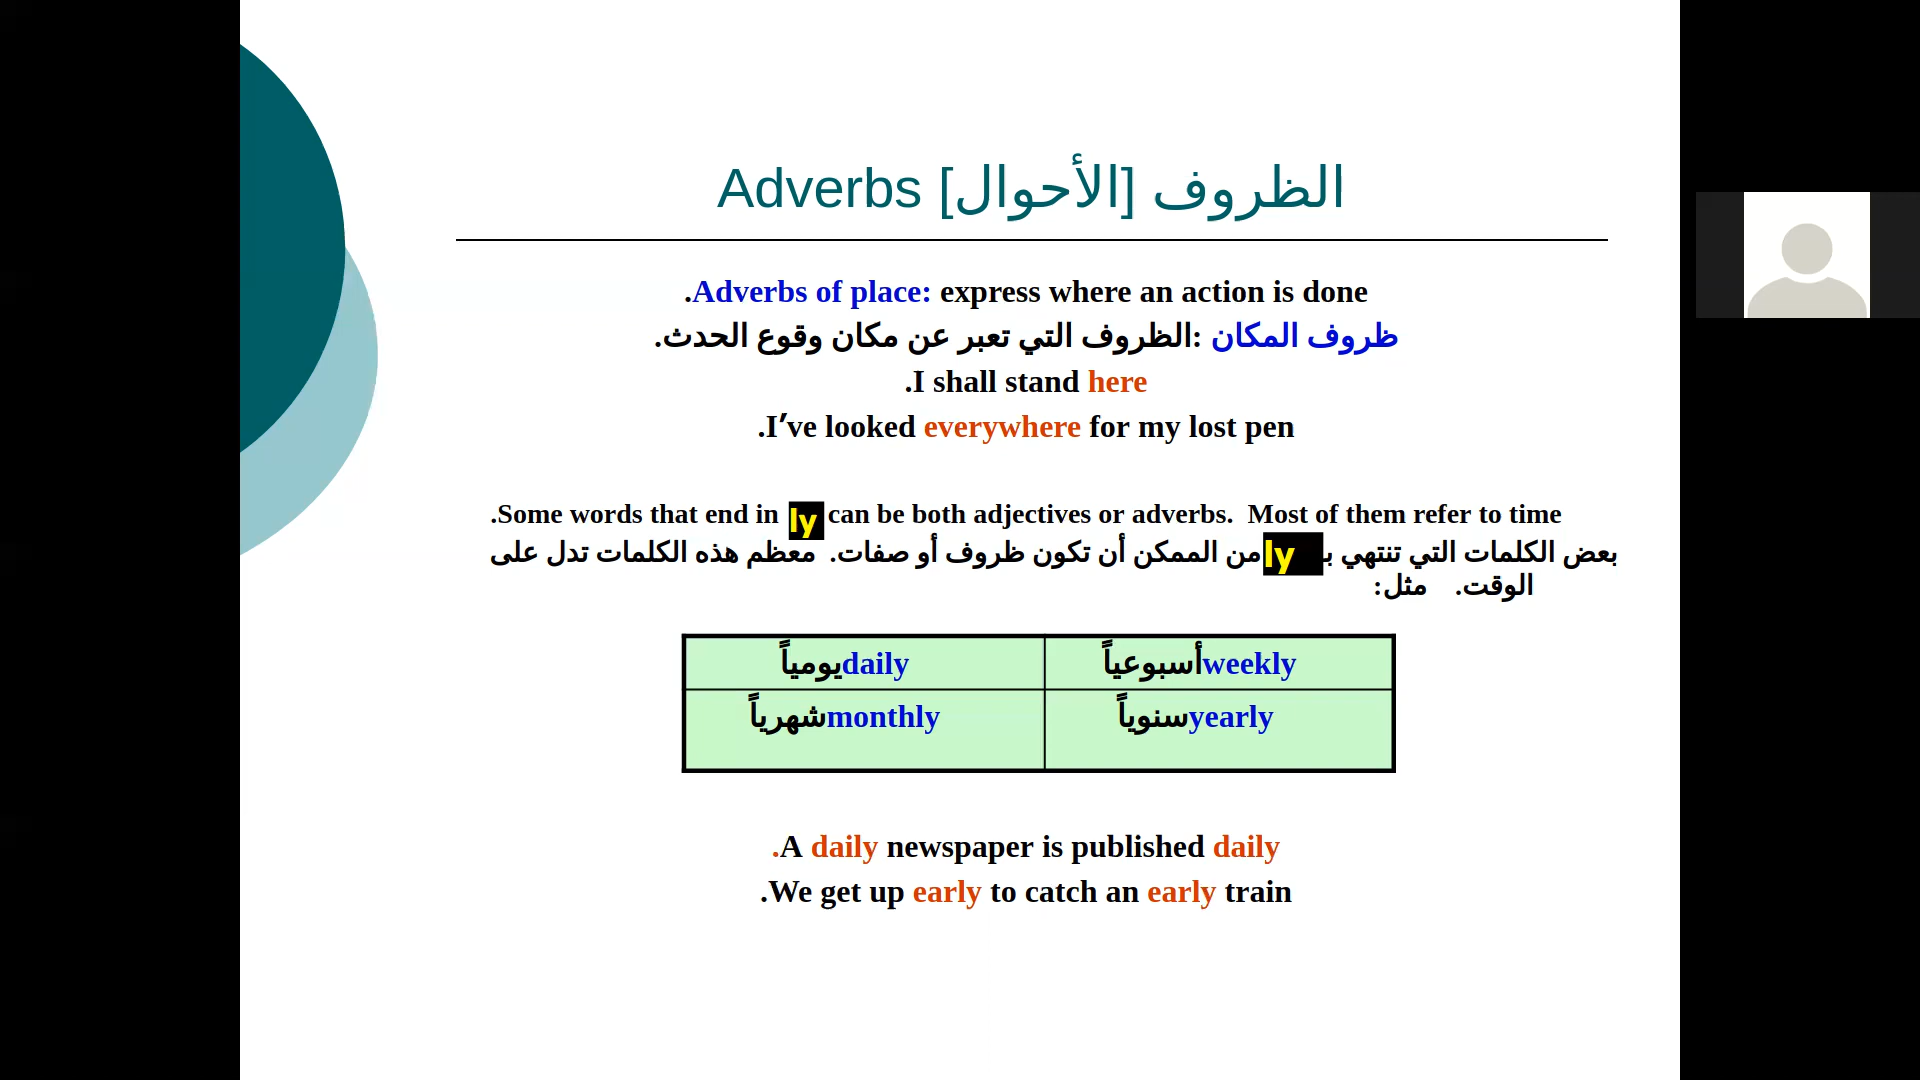 Adverbs [الأحوال] الظروف
.Adverbs of place: express where an action is done
ظروف المكان :الظروف التي تعبر عن مكان وقوع الحدث.
.I shall stand here
.I’ve looked everywhere for my lost pen
.Some words that end in ly can be both adjectives or adverbs. Most of them refer to time
بعض الكلمات التي تنتهي بـ ly من الممكن أن تكون ظروف أو صفات. معظم هذه الكلمات تدل على
الوقت. مثل:
يومياًdaily أسبوعياًweekly
شهرياًmonthly سنوياًyearly
.A daily newspaper is published daily
.We get up early to catch an early train